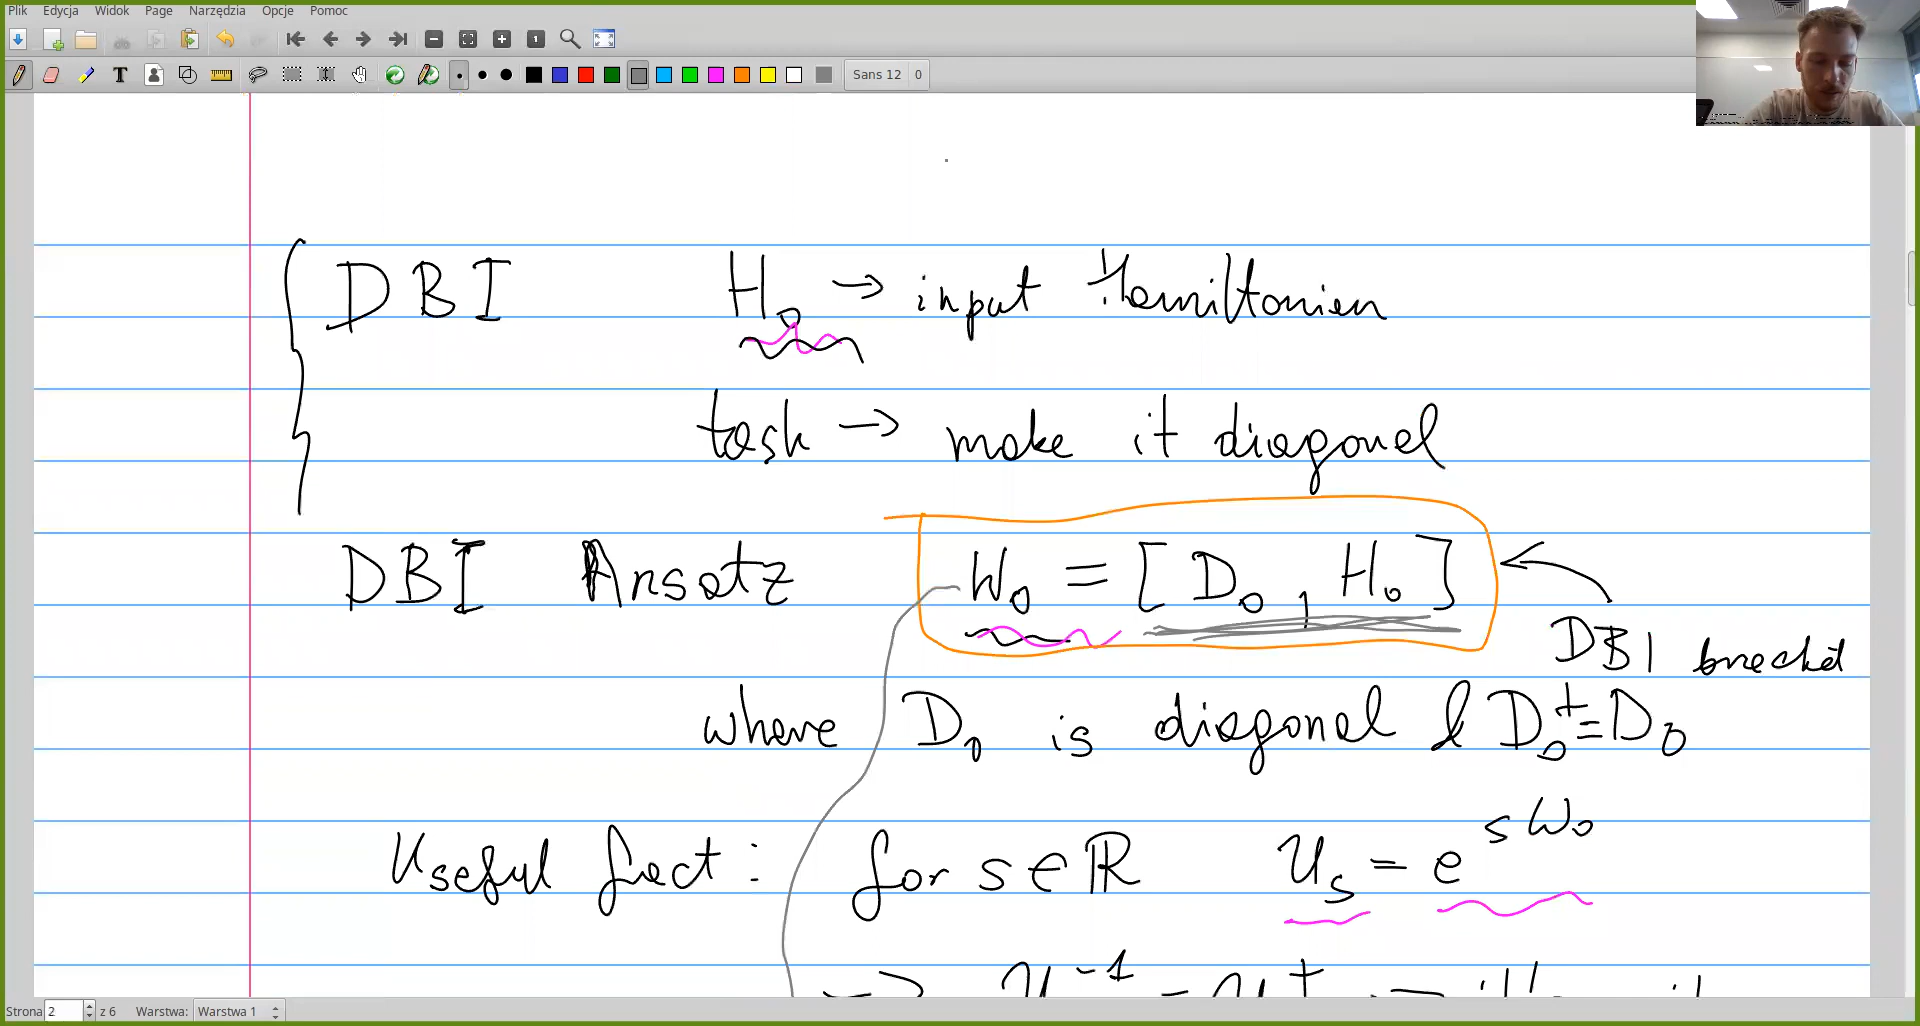 Plik Edycja Widok Page Narzędzia Opcje Pomoc
Sans 12 0
DBI H₀ → input Hamiltonian
task → make it diagonal
DBI Ansatz W₀ = [D₀, H₀]
DBI bracket
where D₀ is diagonal & D₀† = D₀
Useful fact: for s ∈ ℝ U_s = e^{sW₀}
Strona 2 z 6 Warstwa: Warstwa 1